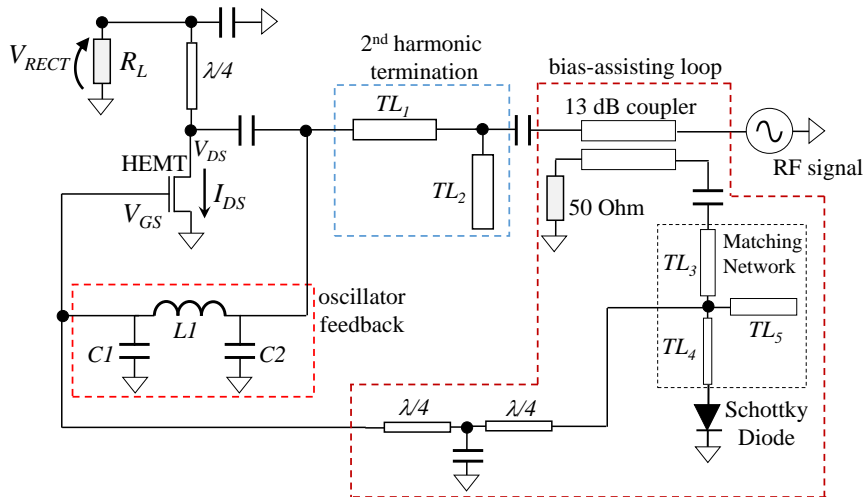 V_RECT
R_L
λ/4
2nd harmonic
termination
bias-assisting loop
13 dB coupler
TL_1
RF signal
V_DS
HEMT
I_DS
V_GS
TL_2
50 Ohm
Matching
Network
TL_3
TL_5
TL_4
oscillator
feedback
L1
C1
C2
λ/4
λ/4
Schottky
Diode